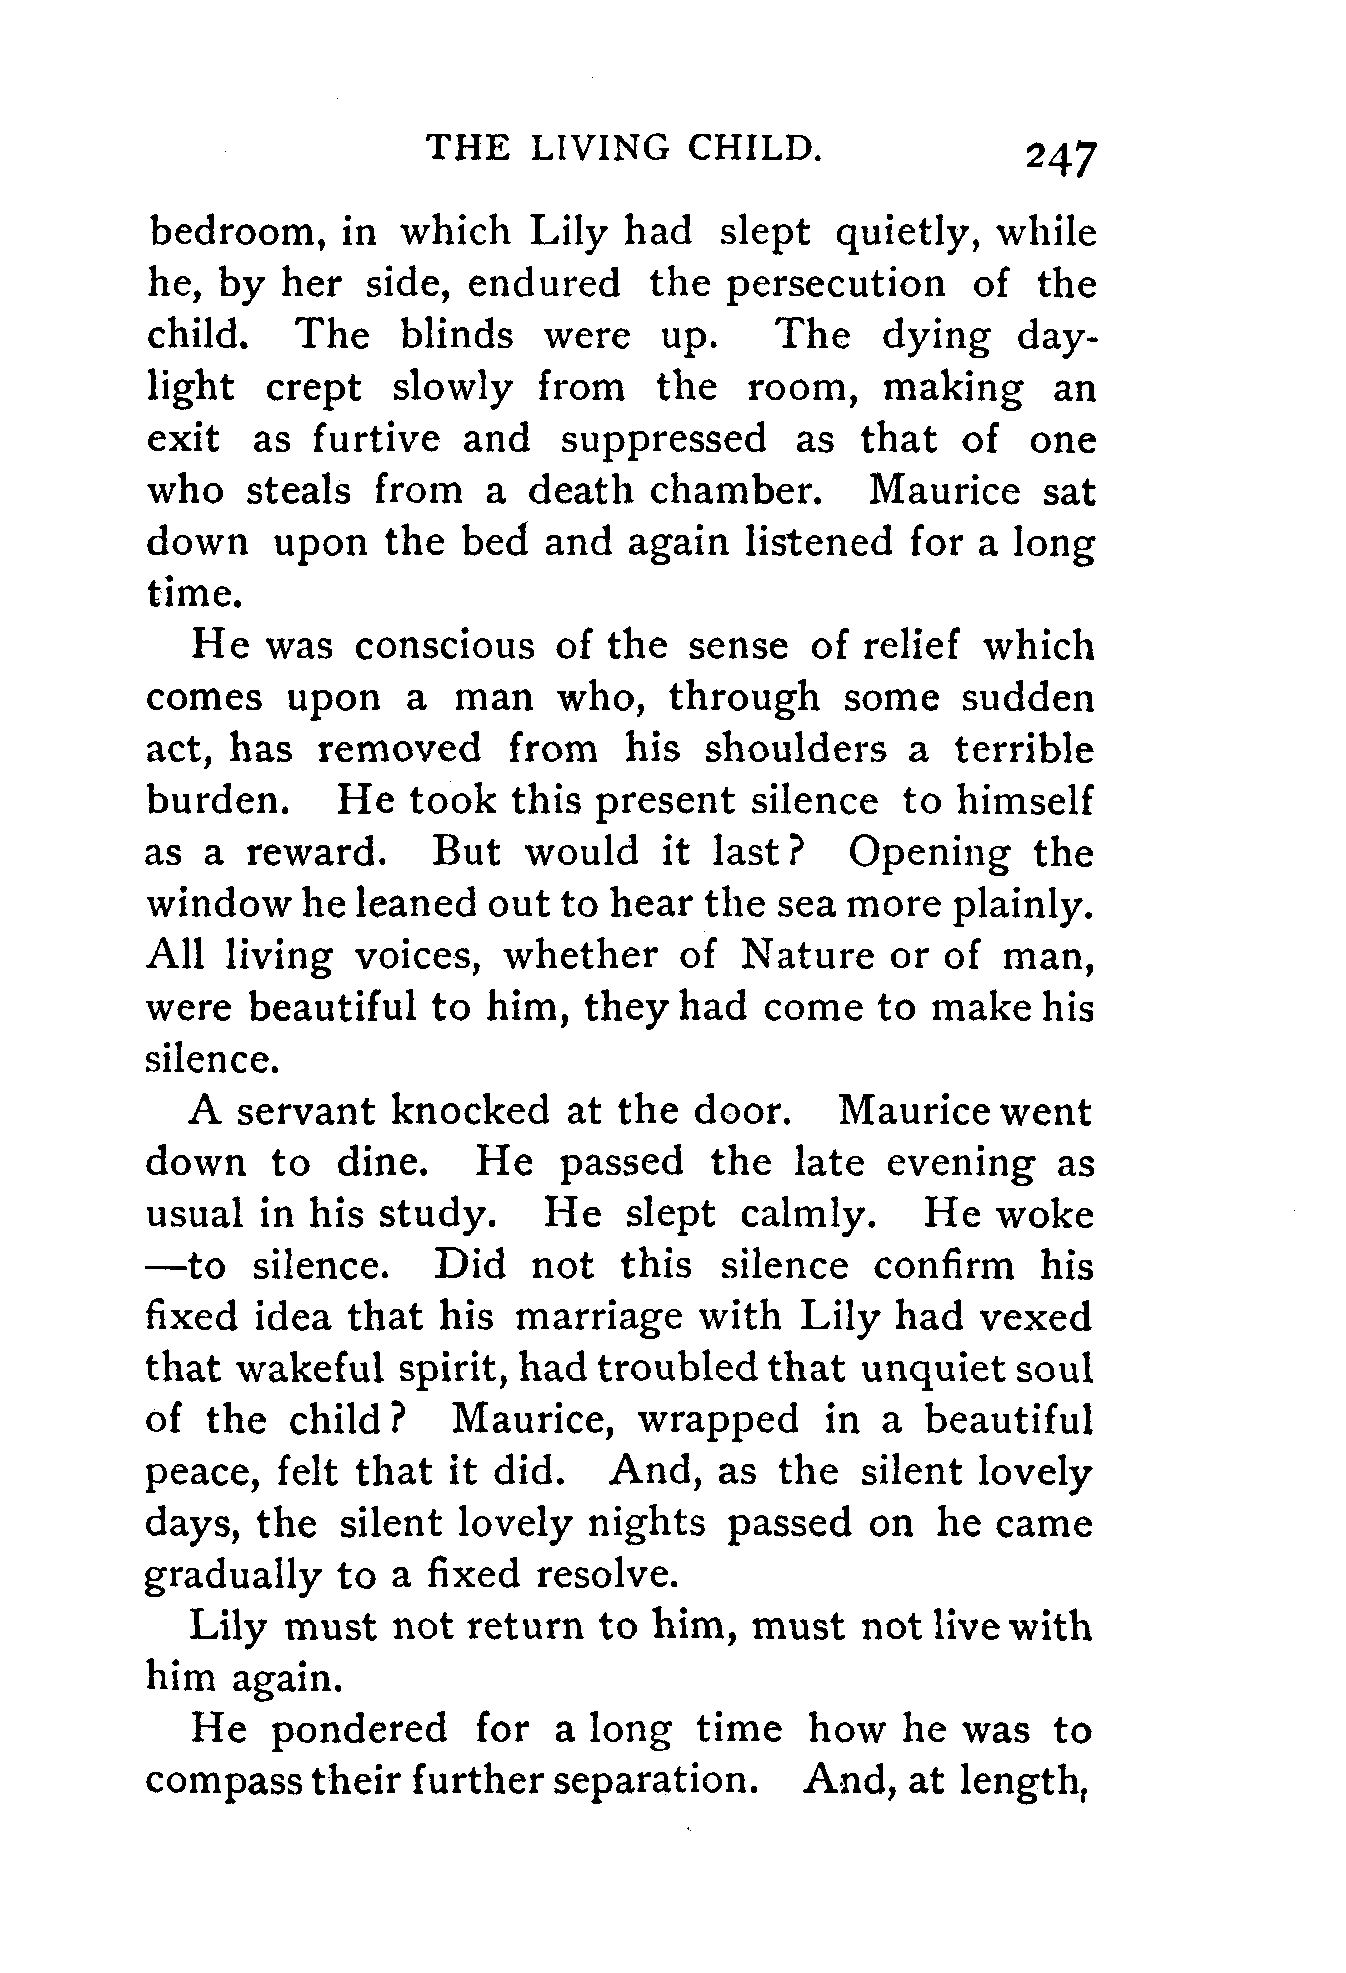 THE LIVING CHILD. 247
bedroom, in which Lily had slept quietly, while
he, by her side, endured the persecution of the
child. The blinds were up. The dying day-
light crept slowly from the room, making an
exit as furtive and suppressed as that of one
who steals from a death chamber. Maurice sat
down upon the bed and again listened for a long
time.
He was conscious of the sense of relief which
comes upon a man who, through some sudden
act, has removed from his shoulders a terrible
burden. He took this present silence to himself
as a reward. But would it last? Opening the
window he leaned out to hear the sea more plainly.
All living voices, whether of Nature or of man,
were beautiful to him, they had come to make his
silence.
A servant knocked at the door. Maurice went
down to dine. He passed the late evening as
usual in his study. He slept calmly. He woke
—to silence. Did not this silence confirm his
fixed idea that his marriage with Lily had vexed
that wakeful spirit, had troubled that unquiet soul
of the child? Maurice, wrapped in a beautiful
peace, felt that it did. And, as the silent lovely
days, the silent lovely nights passed on he came
gradually to a fixed resolve.
Lily must not return to him, must not live with
him again.
He pondered for a long time how he was to
compass their further separation. And, at length,